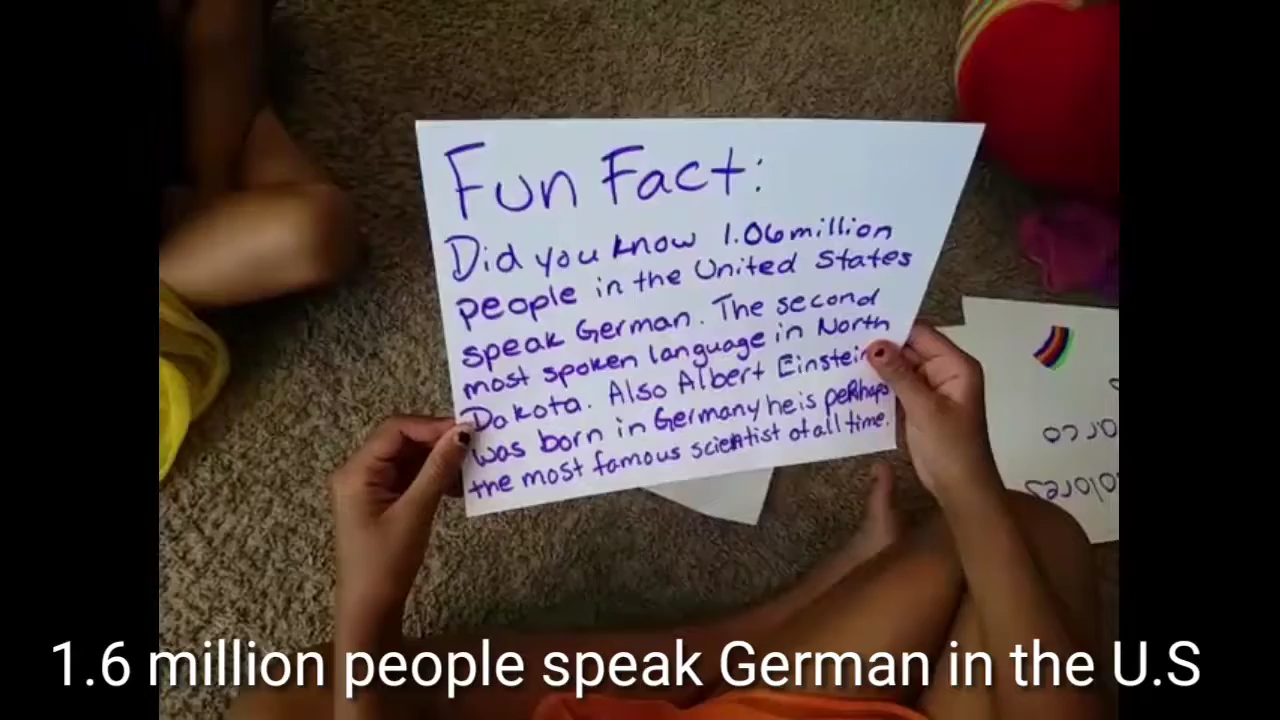 Fun Fact:
Did you know 1.06 million
people in the United States
speak German. The second
most spoken language in North
Dakota. Also Albert Einstein
was born in Germany he is perhaps
the most famous scientist of all time.
arco
olores
1.6 million people speak German in the U.S